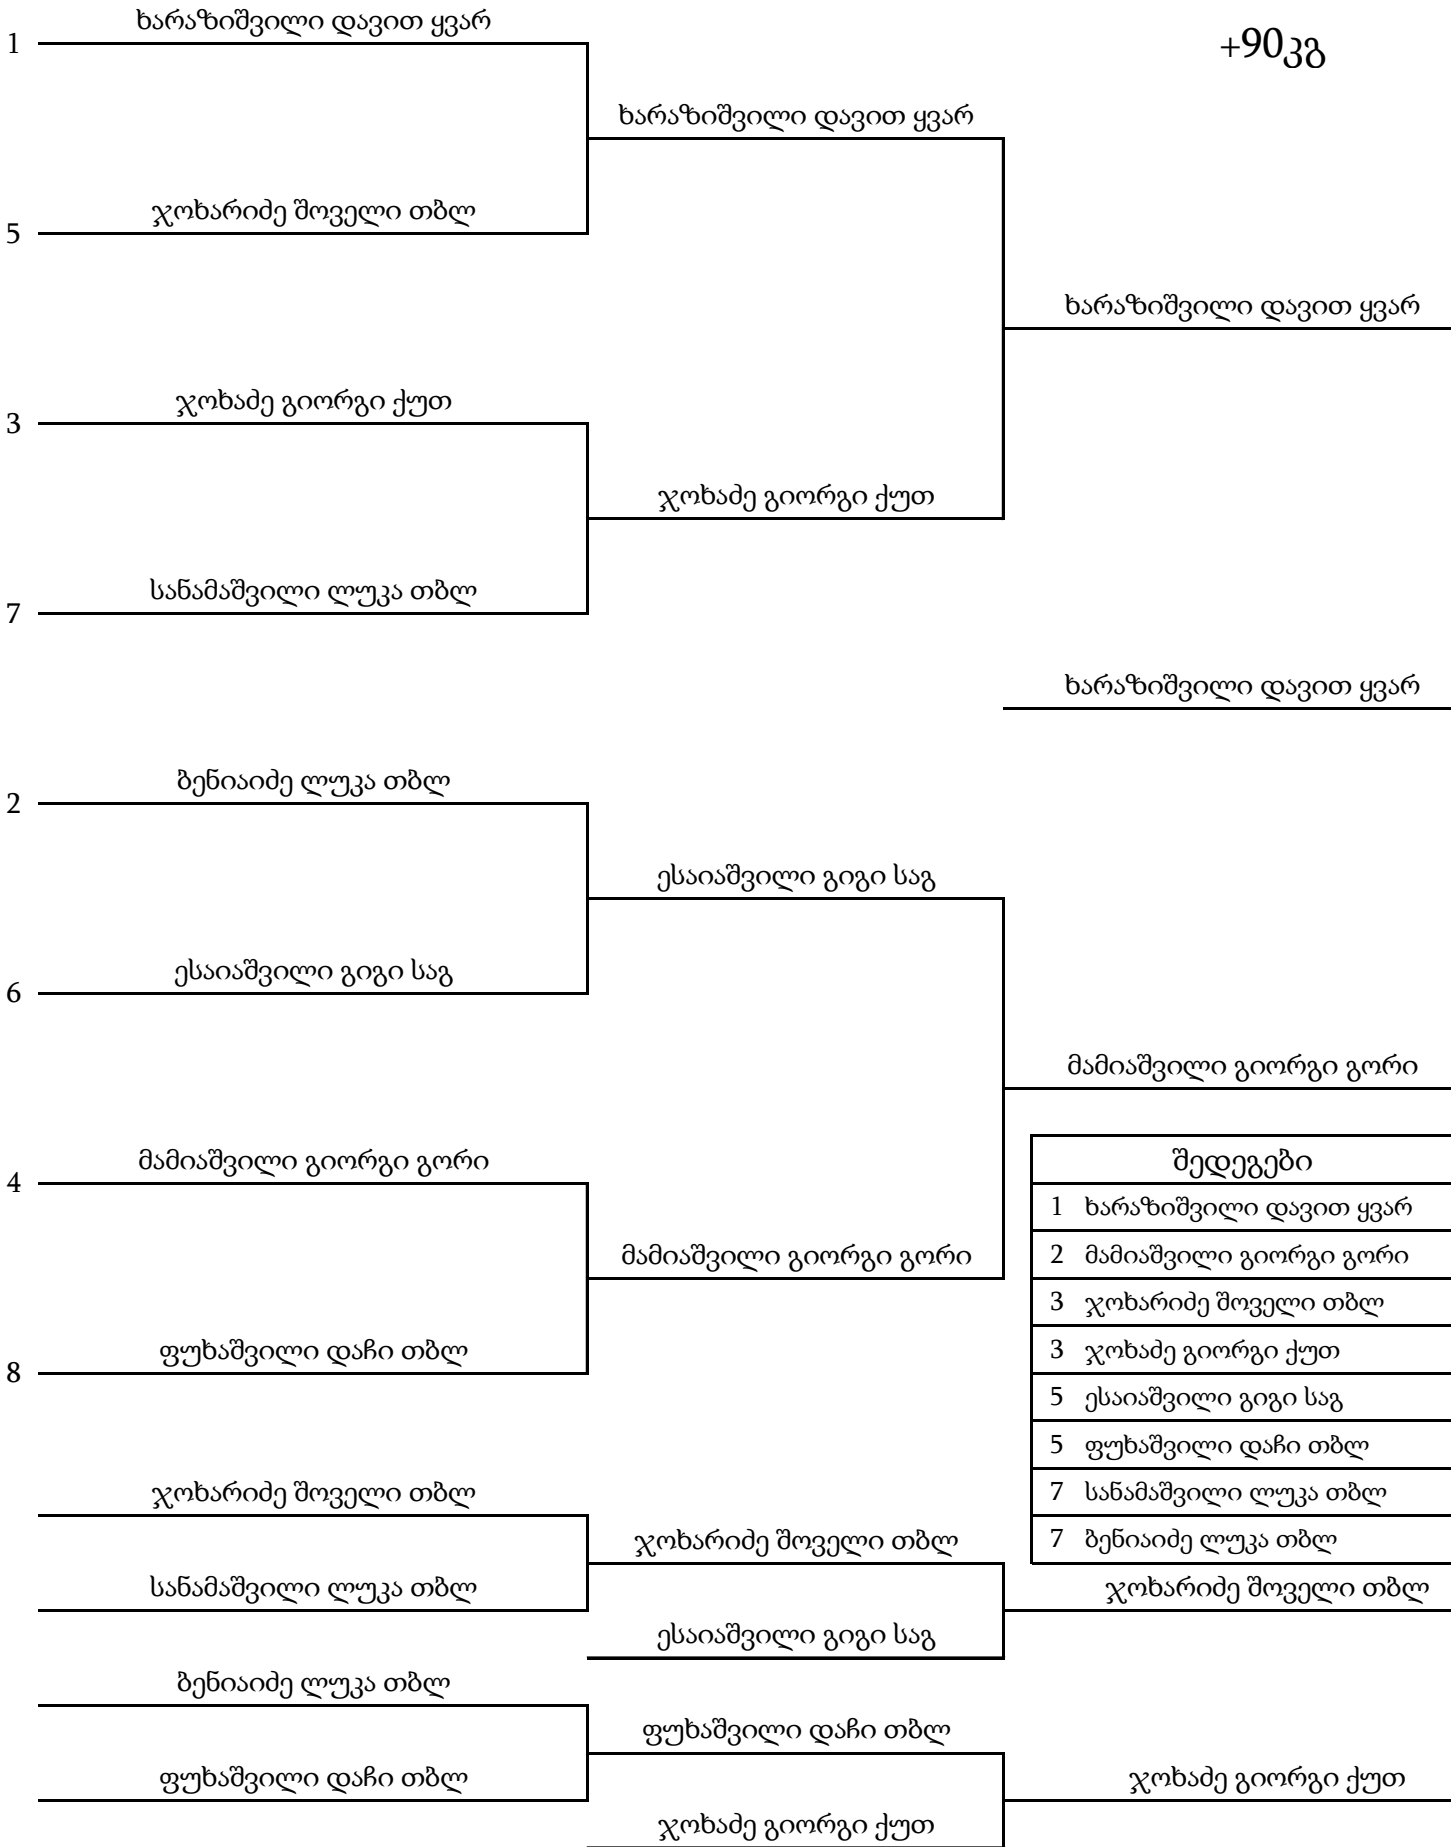 ხარაზიშვილი დავით ყვარ
1
+90კგ
ხარაზიშვილი დავით ყვარ
ჯოხარიძე შოველი თბლ
5
ხარაზიშვილი დავით ყვარ
ჯოხაძე გიორგი ქუთ
3
ჯოხაძე გიორგი ქუთ
სანამაშვილი ლუკა თბლ
7
ხარაზიშვილი დავით ყვარ
ბენიაიძე ლუკა თბლ
2
ესაიაშვილი გიგი საგ
ესაიაშვილი გიგი საგ
6
მამიაშვილი გიორგი გორი
მამიაშვილი გიორგი გორი
4
მამიაშვილი გიორგი გორი
ფუხაშვილი დაჩი თბლ
8
შედეგები
1 ხარაზიშვილი დავით ყვარ
2 მამიაშვილი გიორგი გორი
3 ჯოხარიძე შოველი თბლ
3 ჯოხაძე გიორგი ქუთ
5 ესაიაშვილი გიგი საგ
5 ფუხაშვილი დაჩი თბლ
7 სანამაშვილი ლუკა თბლ
7 ბენიაიძე ლუკა თბლ
ჯოხარიძე შოველი თბლ
ჯოხარიძე შოველი თბლ
სანამაშვილი ლუკა თბლ
ჯოხარიძე შოველი თბლ
ესაიაშვილი გიგი საგ
ბენიაიძე ლუკა თბლ
ფუხაშვილი დაჩი თბლ
ფუხაშვილი დაჩი თბლ
ჯოხაძე გიორგი ქუთ
ჯოხაძე გიორგი ქუთ